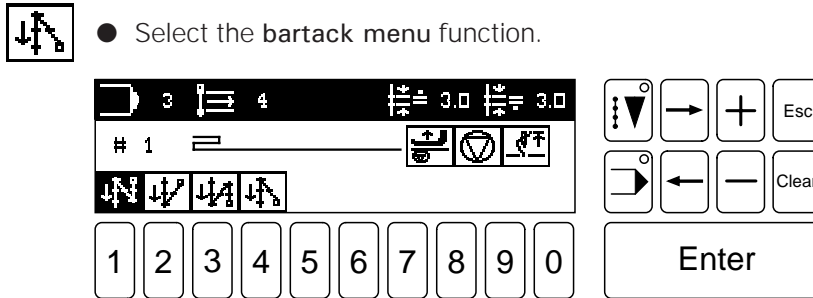 ● Select the bartack menu function.
3 4 3.0 3.0
# 1
Esc
Clear
1 2 3 4 5 6 7 8 9 0
Enter